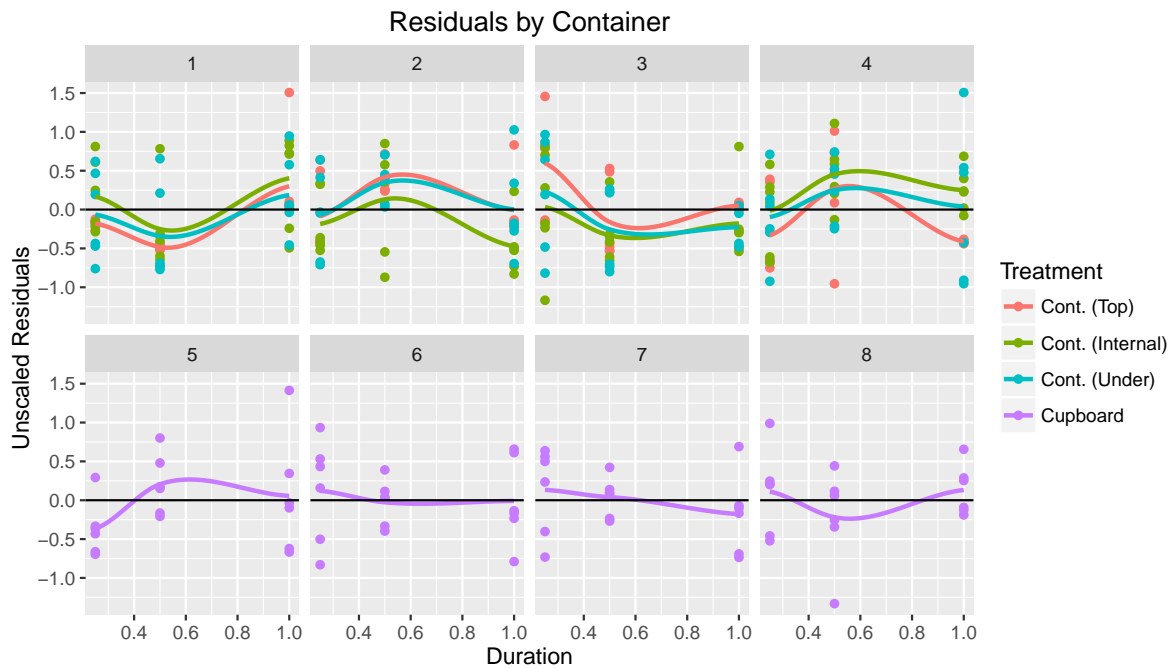 Residuals by Container
1 2 3 4
1.5
1.0
0.5
0.0
−0.5
−1.0
5 6 7 8
1.5
1.0
0.5
0.0
−0.5
−1.0
0.4 0.6 0.8 1.0 0.4 0.6 0.8 1.0 0.4 0.6 0.8 1.0 0.4 0.6 0.8 1.0
Duration
Unscaled Residuals
Treatment
Cont. (Top)
Cont. (Internal)
Cont. (Under)
Cupboard